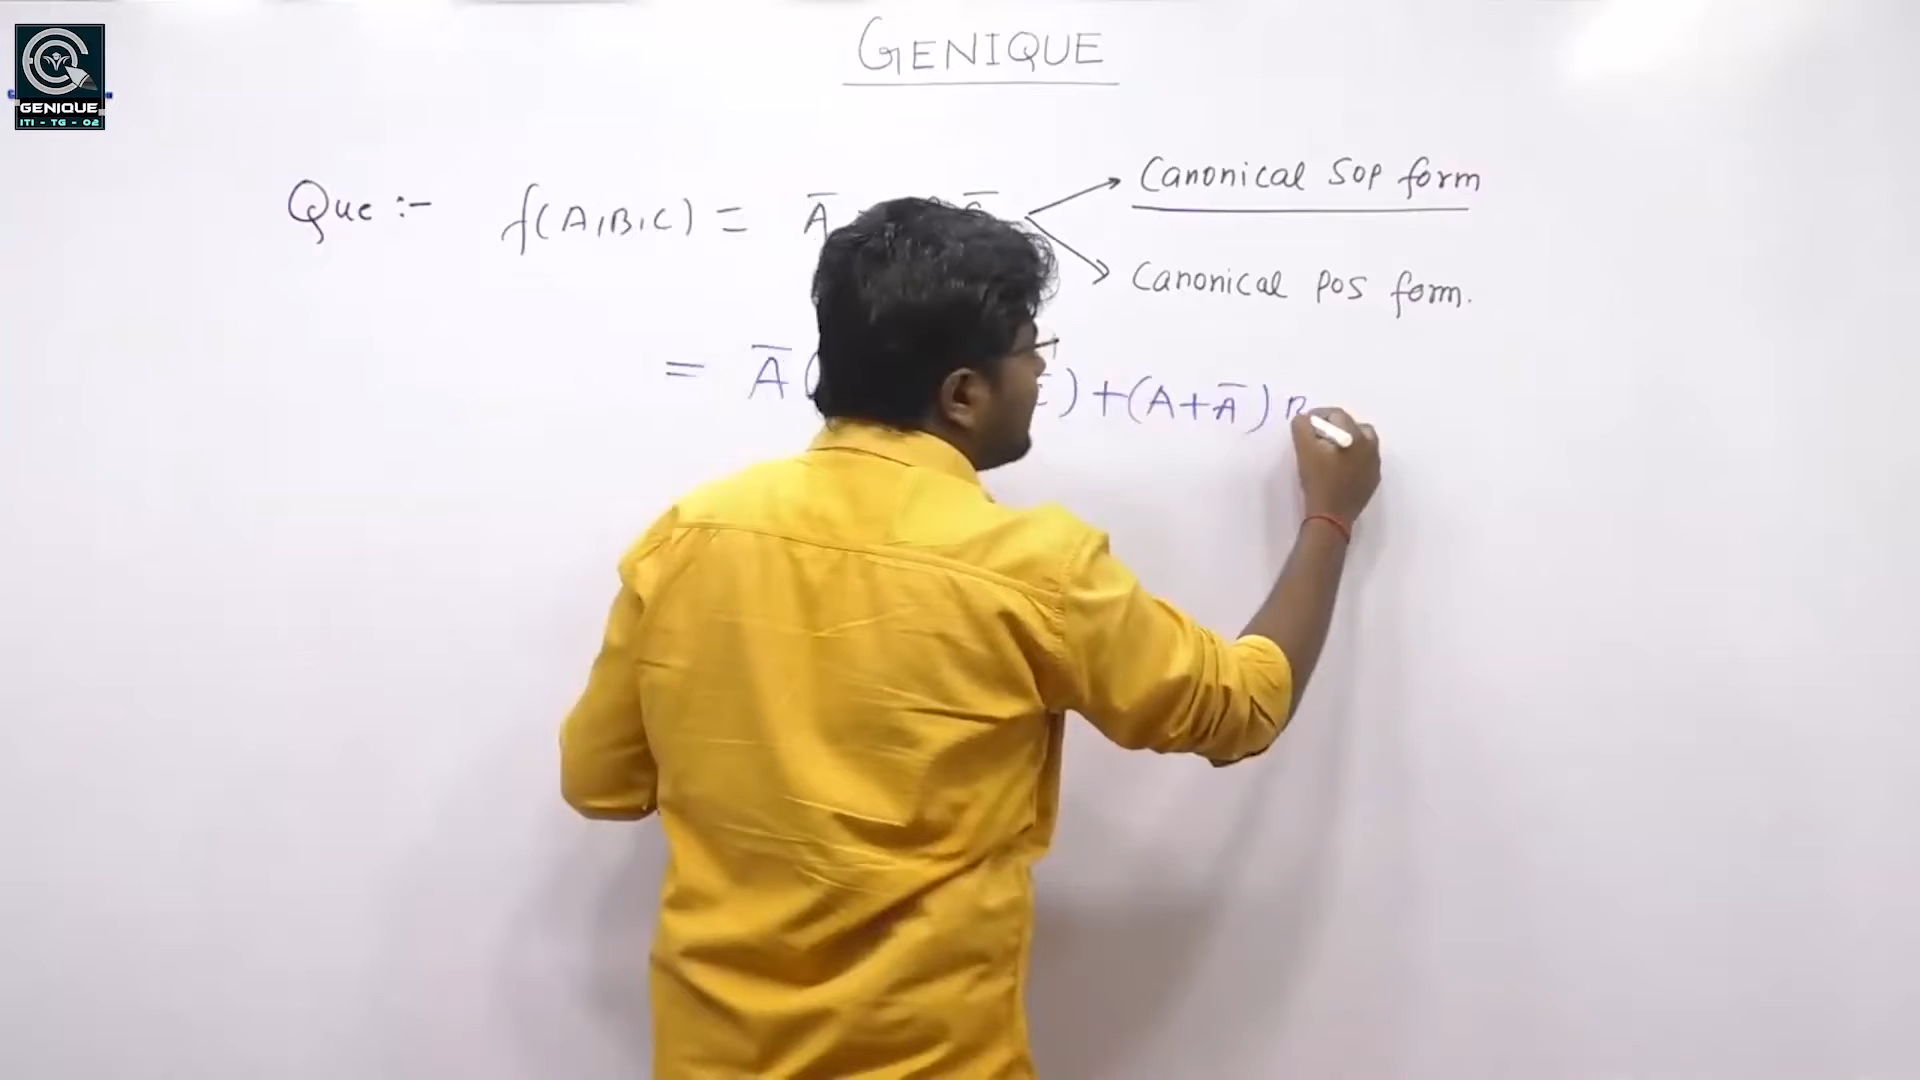 GENIQUE
GENIQUE
ITI - TG - 02
Que :- f(A,B,C) = A̅ C̅
Canonical SOP form
Canonical POS form.
= A̅ ( ) + (A + A̅) B